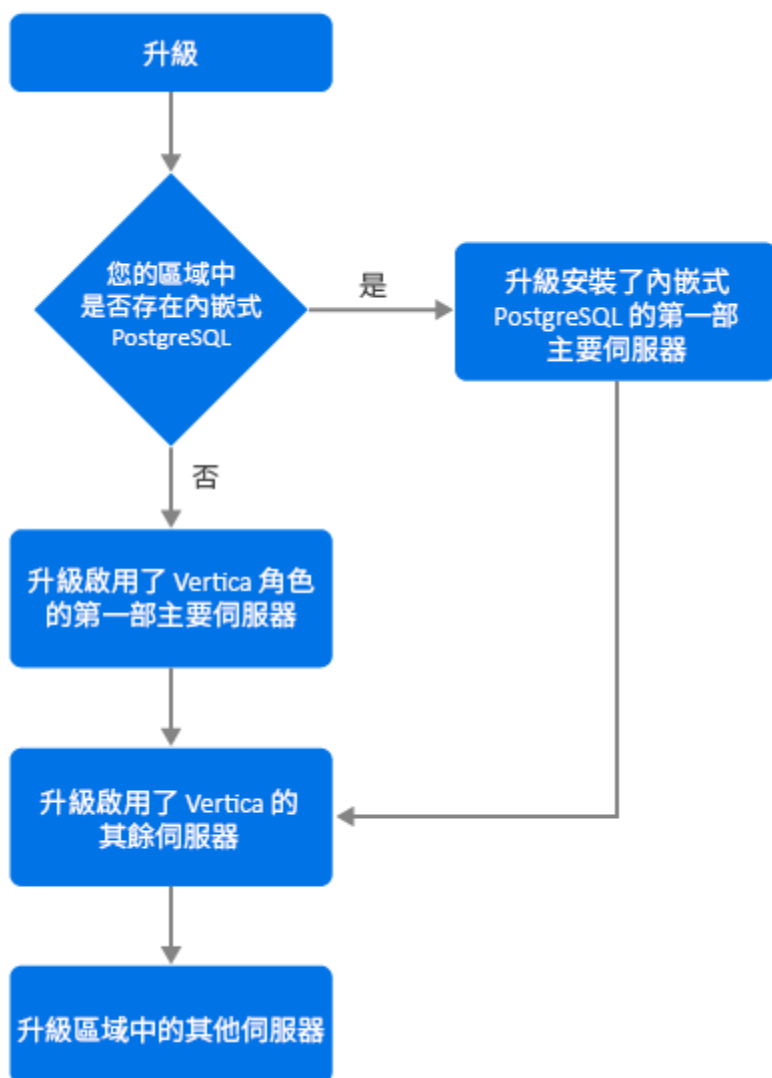 升級
您的區域中
是否存在內嵌式
PostgreSQL
是
升級安裝了內嵌式
PostgreSQL 的第一部
主要伺服器
否
升級啟用了 Vertica 角色
的第一部主要伺服器
升級啟用了 Vertica 的
其餘伺服器
升級區域中的其他伺服器